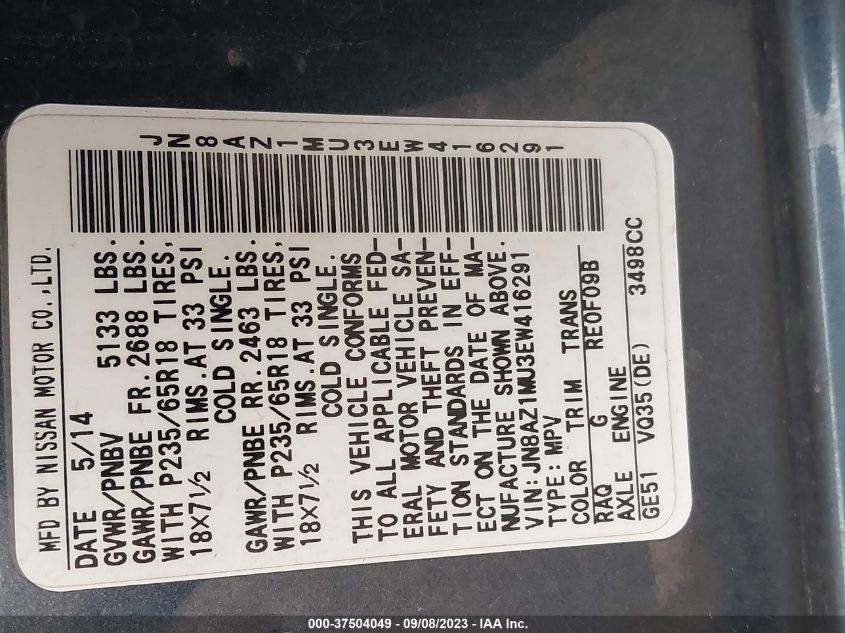 JN8AZ1MU3EW416291
MFD BY NISSAN MOTOR CO.,LTD.
DATE 5/14
GVWR/PNBV 5133 LBS.
GAWR/PNBE FR. 2688 LBS.
WITH P235/65R18 TIRES,
18×7½ RIMS.AT 33 PSI
COLD SINGLE.
GAWR/PNBE RR. 2463 LBS.
WITH P235/65R18 TIRES,
18×7½ RIMS.AT 33 PSI
COLD SINGLE.
THIS VEHICLE CONFORMS
TO ALL APPLICABLE FED-
ERAL MOTOR VEHICLE SA-
FETY AND THEFT PREVEN-
TION STANDARDS IN EFF-
ECT ON THE DATE OF MA-
NUFACTURE SHOWN ABOVE.
VIN:JN8AZ1MU3EW416291
TYPE:MPV
COLOR TRIM TRANS
RAQ G RE0F09B
AXLE ENGINE
GE51 VQ35(DE) 3498CC
000-37504049 - 09/08/2023 - IAA Inc.